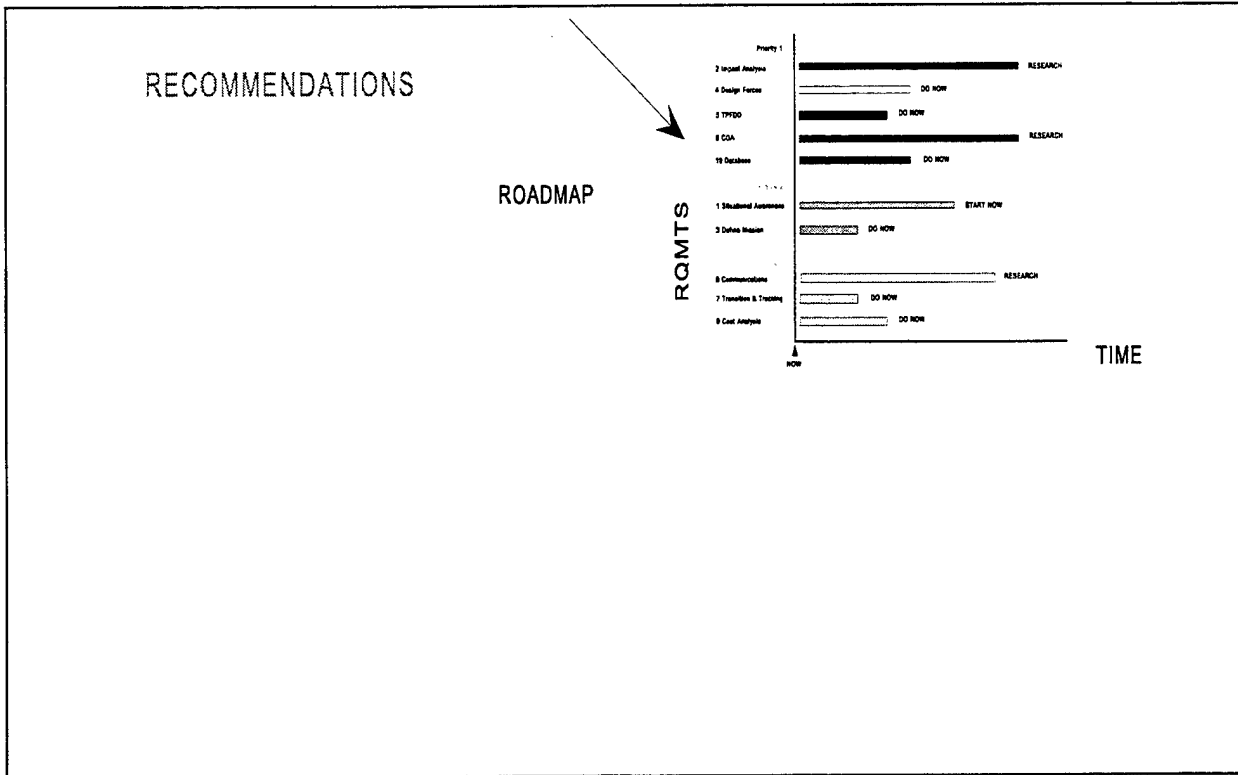 RECOMMENDATIONS
ROADMAP
RQMTS
Priority 1
2 Impact Analysis RESEARCH
4 Design Forces DO NOW
5 TPFDD DO NOW
8 COA RESEARCH
19 Database DO NOW
1 Situational Awareness START NOW
3 Define Mission DO NOW
6 Communications RESEARCH
7 Transition & Tracking DO NOW
9 Cost Analysis DO NOW
NOW
TIME